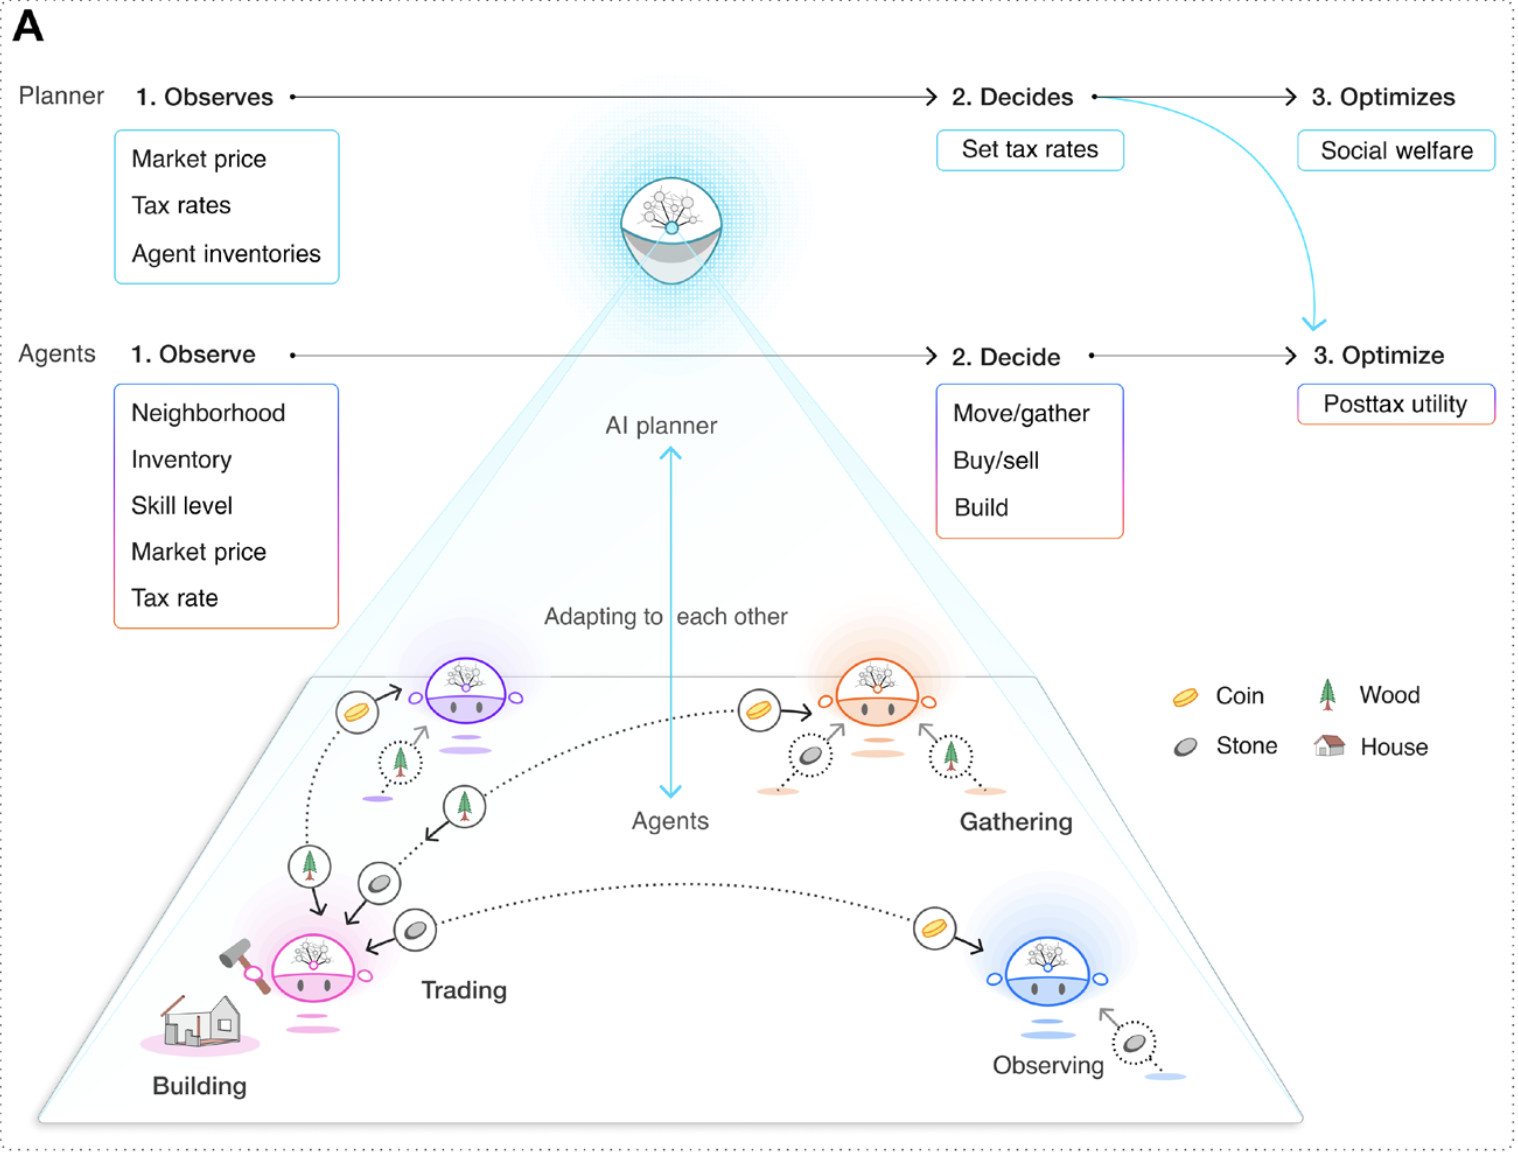 A
Planner 1. Observes 2. Decides 3. Optimizes
Market price
Tax rates
Agent inventories
Set tax rates
Social welfare
Agents 1. Observe 2. Decide 3. Optimize
Neighborhood
Inventory
Skill level
Market price
Tax rate
Move/gather
Buy/sell
Build
Posttax utility
AI planner
Adapting to each other
Agents
Coin Wood
Stone House
Gathering
Trading
Observing
Building